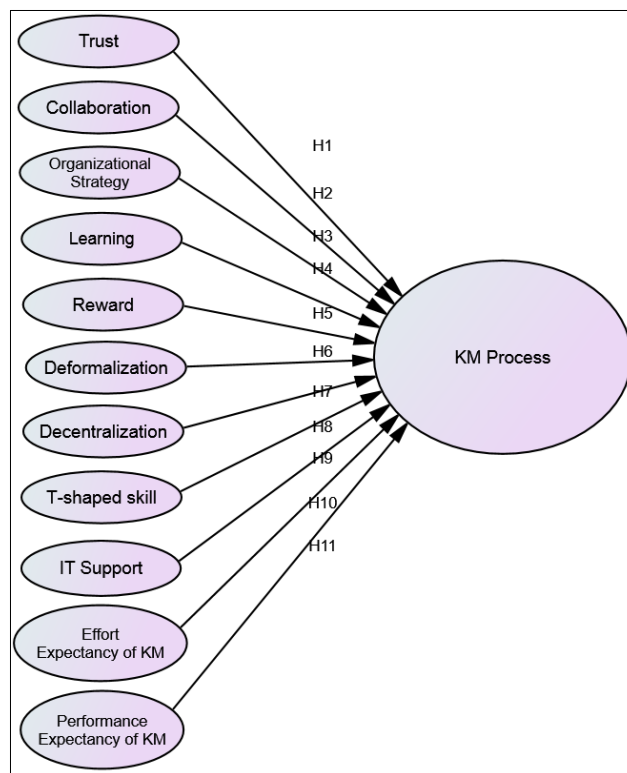 Trust
Collaboration
Organizational
Strategy
Learning
Reward
Deformalization
Decentralization
T-shaped skill
IT Support
Effort
Expectancy of KM
Performance
Expectancy of KM
H1
H2
H3
H4
H5
H6
H7
H8
H9
H10
H11
KM Process